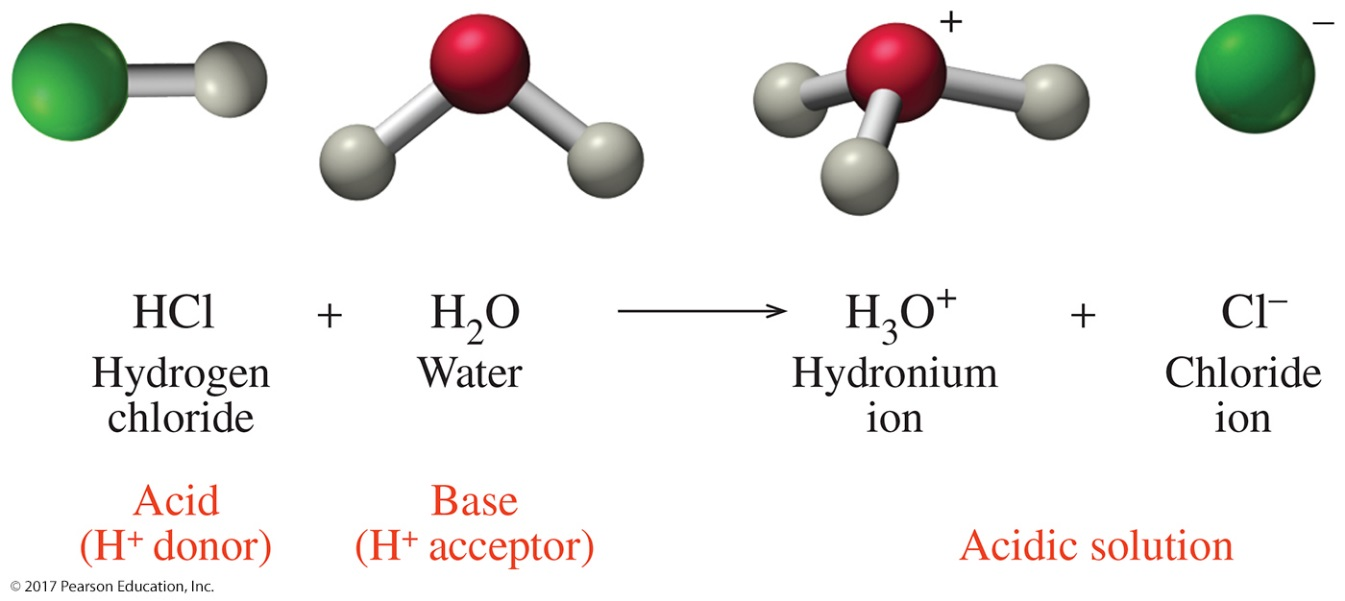 + −
HCl + H₂O ⟶ H₃O⁺ + Cl⁻
Hydrogen Water Hydronium Chloride
chloride ion ion
Acid Base
(H⁺ donor) (H⁺ acceptor) Acidic solution
© 2017 Pearson Education, Inc.